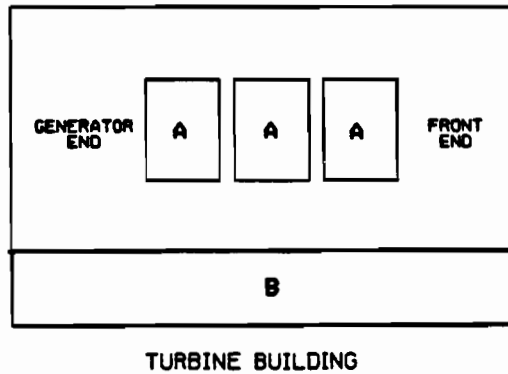 GENERATOR
END
A
A
A
FRONT
END
B
TURBINE BUILDING